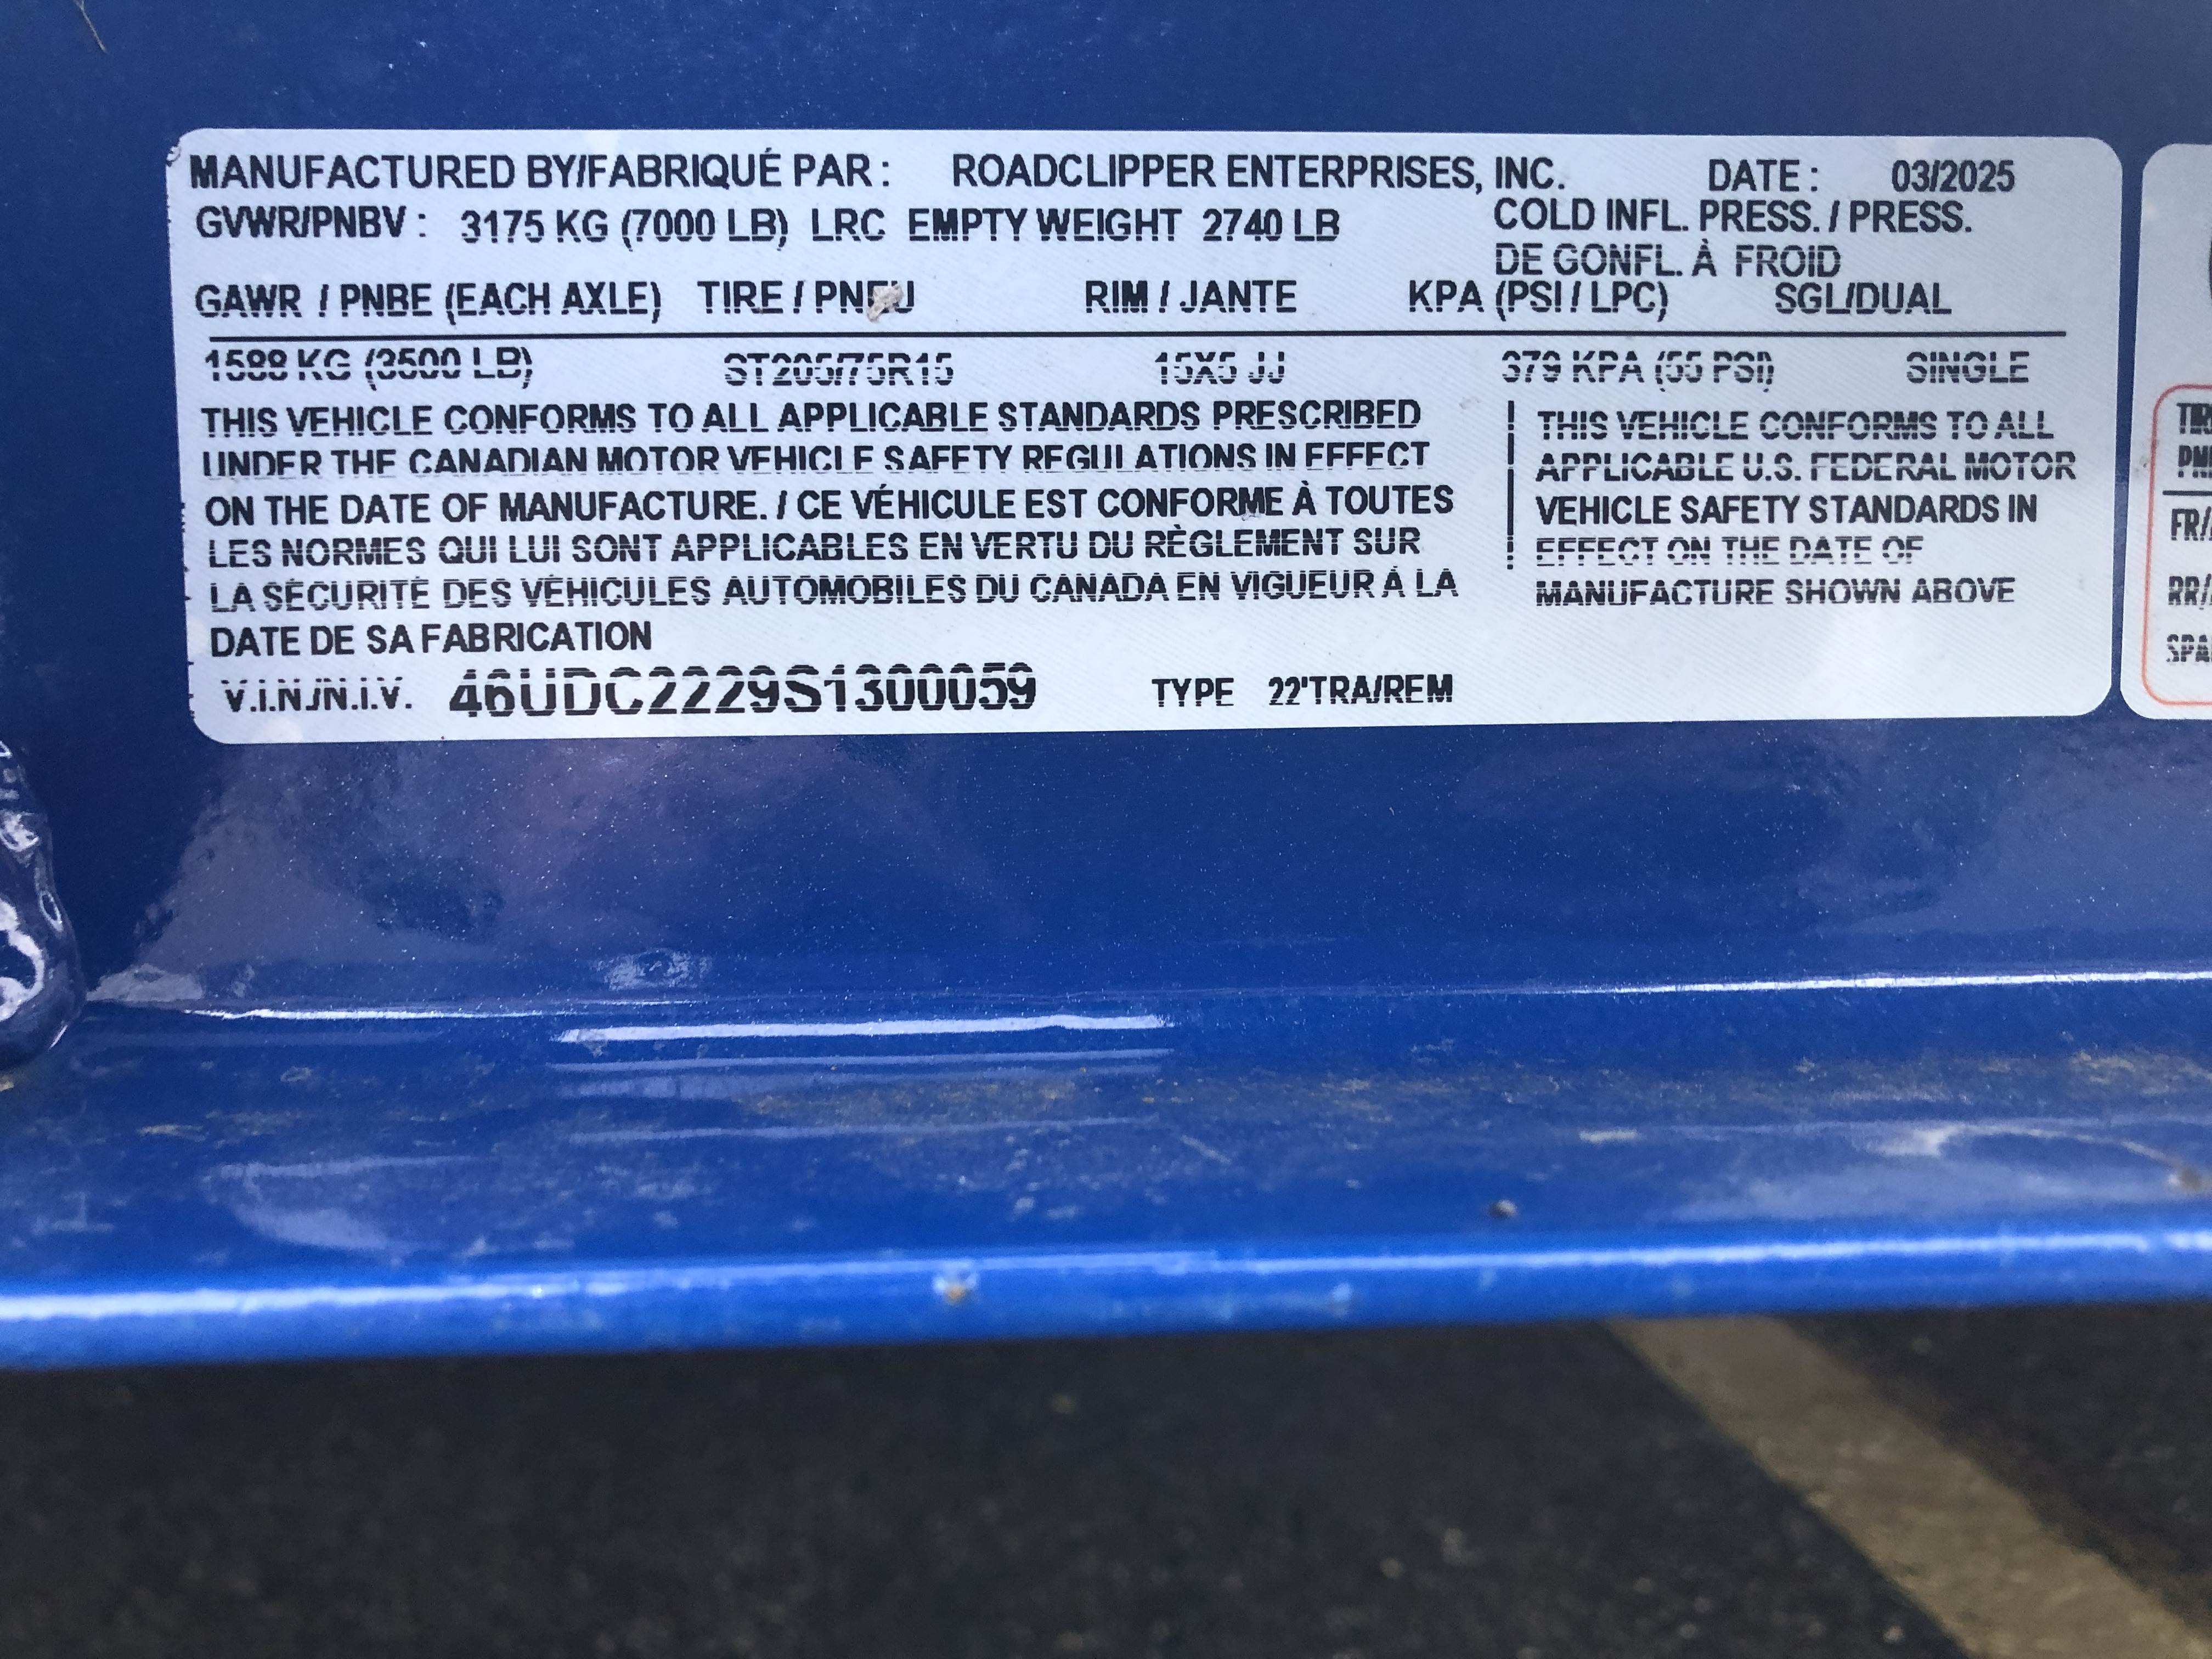 MANUFACTURED BY/FABRIQUÉ PAR : ROADCLIPPER ENTERPRISES, INC. DATE : 03/2025
GVWR/PNBV : 3175 KG (7000 LB) LRC EMPTY WEIGHT 2740 LB
COLD INFL. PRESS. / PRESS.
DE GONFL. À FROID
GAWR / PNBE (EACH AXLE) TIRE / PNEU RIM / JANTE KPA (PSI / LPC) SGL/DUAL
1588 KG (3500 LB) ST205/75R15 15X5 JJ 379 KPA (55 PSI) SINGLE
THIS VEHICLE CONFORMS TO ALL APPLICABLE STANDARDS PRESCRIBED
UNDER THE CANADIAN MOTOR VEHICLE SAFETY REGULATIONS IN EFFECT
ON THE DATE OF MANUFACTURE. / CE VÉHICULE EST CONFORME À TOUTES
LES NORMES QUI LUI SONT APPLICABLES EN VERTU DU RÈGLEMENT SUR
LA SÉCURITÉ DES VÉHICULES AUTOMOBILES DU CANADA EN VIGUEUR À LA
DATE DE SA FABRICATION
THIS VEHICLE CONFORMS TO ALL
APPLICABLE U.S. FEDERAL MOTOR
VEHICLE SAFETY STANDARDS IN
EFFECT ON THE DATE OF
MANUFACTURE SHOWN ABOVE
V.I.N./N.I.V. 46UDC2229S1300059 TYPE 22'TRA/REM
FR/
RR/